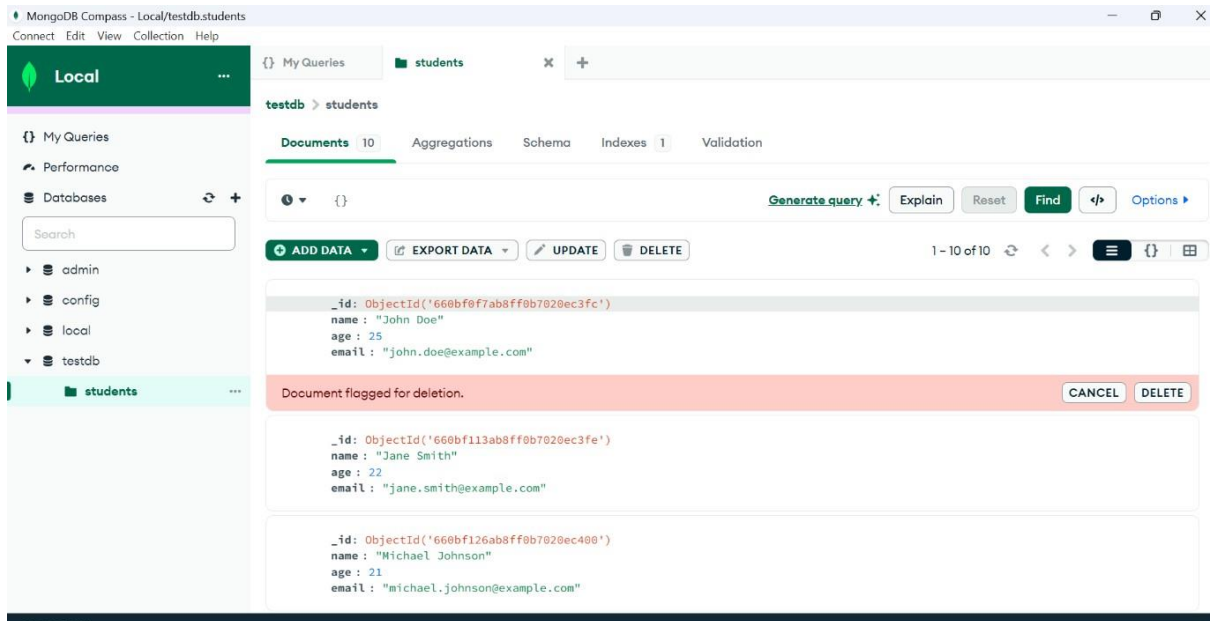 MongoDB Compass - Local/testdb.students
Connect Edit View Collection Help
Local
{} My Queries
Performance
Databases
Search
admin
config
local
testdb
students
{} My Queries
students
testdb > students
Documents 10 Aggregations Schema Indexes 1 Validation
{} Generate query Explain Reset Find </> Options
ADD DATA EXPORT DATA UPDATE DELETE 1 – 10 of 10 {}
_id: ObjectId('660bf0f7ab8ff0b7020ec3fc')
name : "John Doe"
age : 25
email : "john.doe@example.com"
Document flagged for deletion. CANCEL DELETE
_id: ObjectId('660bf113ab8ff0b7020ec3fe')
name : "Jane Smith"
age : 22
email : "jane.smith@example.com"
_id: ObjectId('660bf126ab8ff0b7020ec400')
name : "Michael Johnson"
age : 21
email : "michael.johnson@example.com"